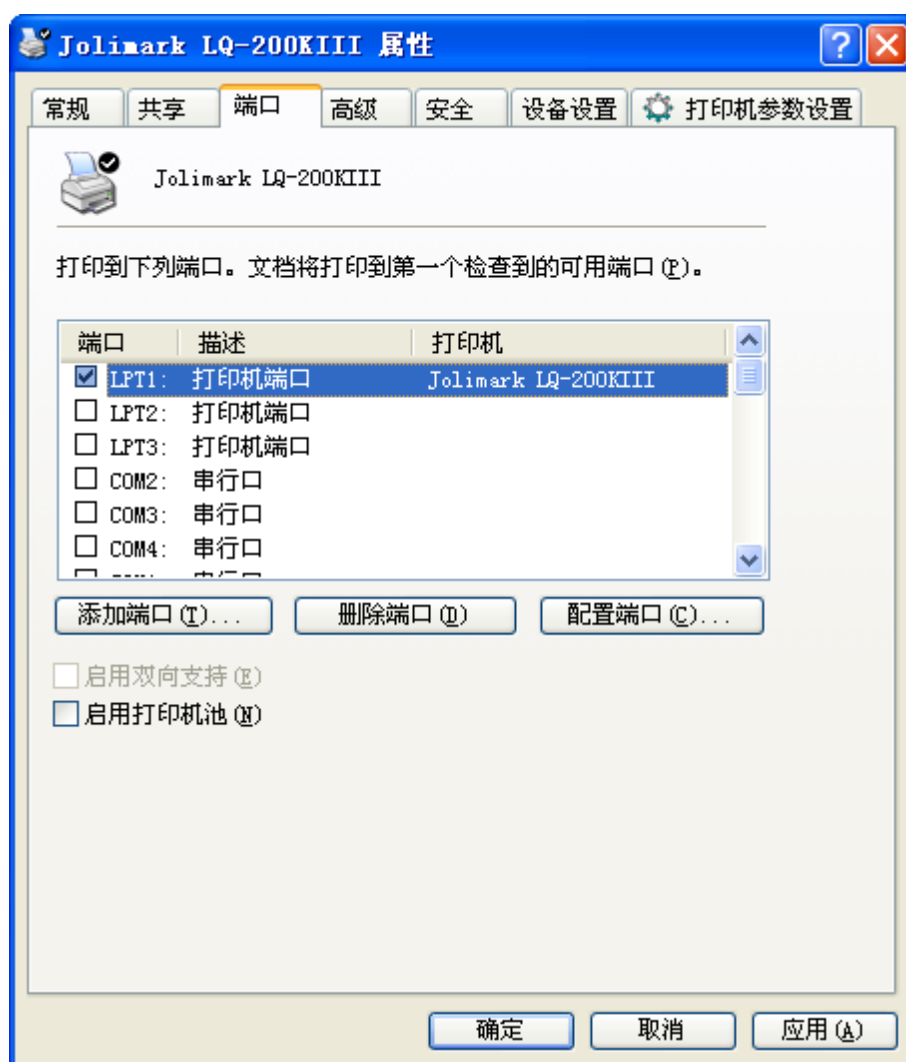 Jolimark LQ-200KIII 属性
常规 共享 端口 高级 安全 设备设置 打印机参数设置
Jolimark LQ-200KIII
打印到下列端口。文档将打印到第一个检查到的可用端口(P)。
端口 描述 打印机
LPT1: 打印机端口 Jolimark LQ-200KIII
LPT2: 打印机端口
LPT3: 打印机端口
COM2: 串行口
COM3: 串行口
COM4: 串行口
添加端口(T)... 删除端口(D) 配置端口(C)...
启用双向支持(E)
启用打印机池(N)
确定 取消 应用(A)